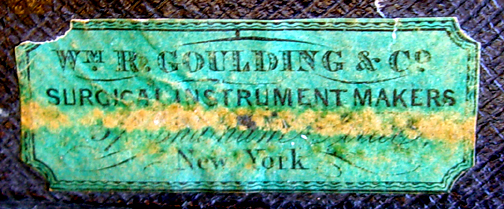 Wᴹ R. GOULDING & Cº
SURGICAL INSTRUMENT MAKERS
New York